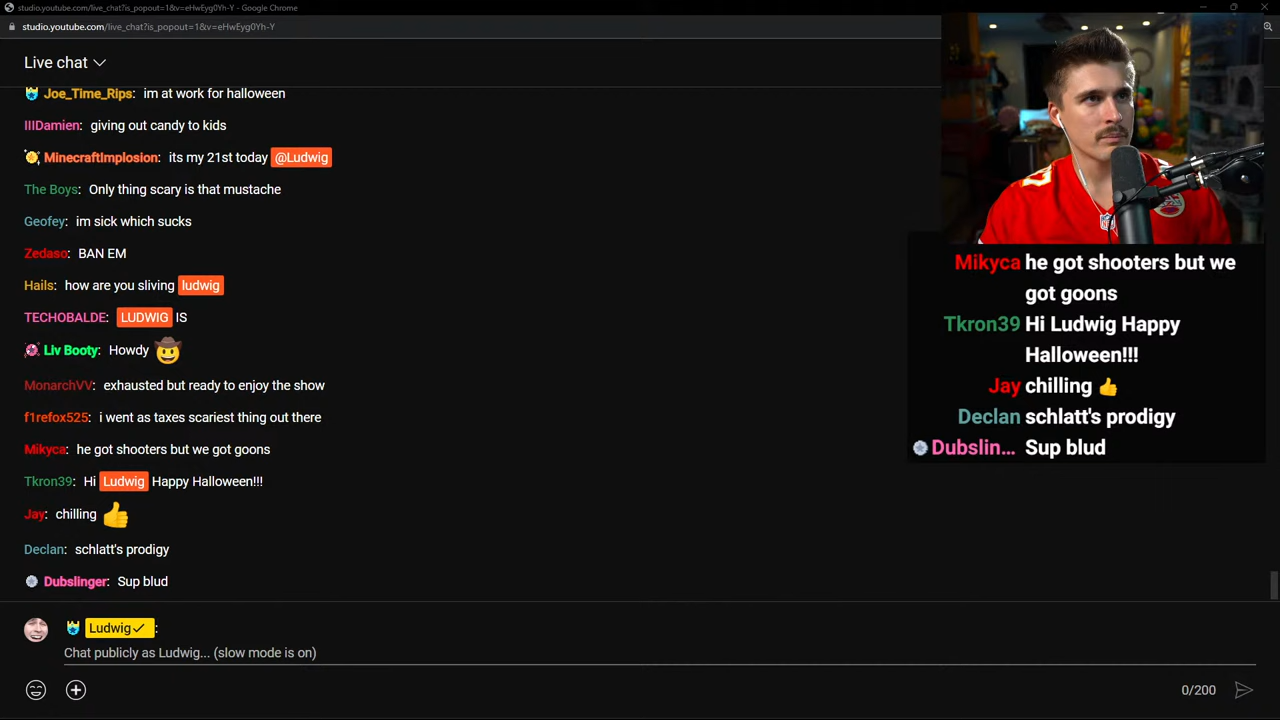 studio.youtube.com/live_chat?is_popout=1&v=eHwEyg0Yh-Y - Google Chrome
studio.youtube.com/live_chat?is_popout=1&v=eHwEyg0Yh-Y
Live chat
Joe_Time_Rips: im at work for halloween
IIIDamien: giving out candy to kids
MinecraftImplosion: its my 21st today @Ludwig
The Boys: Only thing scary is that mustache
Geofey: im sick which sucks
Zedaso: BAN EM
Hails: how are you sliving ludwig
TECHOBALDE: LUDWIG IS
Liv Booty: Howdy
MonarchVV: exhausted but ready to enjoy the show
f1refox525: i went as taxes scariest thing out there
Mikyca: he got shooters but we got goons
Tkron39: Hi Ludwig Happy Halloween!!!
Jay: chilling
Declan: schlatt's prodigy
Dubslinger: Sup blud
Ludwig:
Chat publicly as Ludwig... (slow mode is on)
0/200
Mikyca he got shooters but we
got goons
Tkron39 Hi Ludwig Happy
Halloween!!!
Jay chilling
Declan schlatt's prodigy
Dubslin... Sup blud